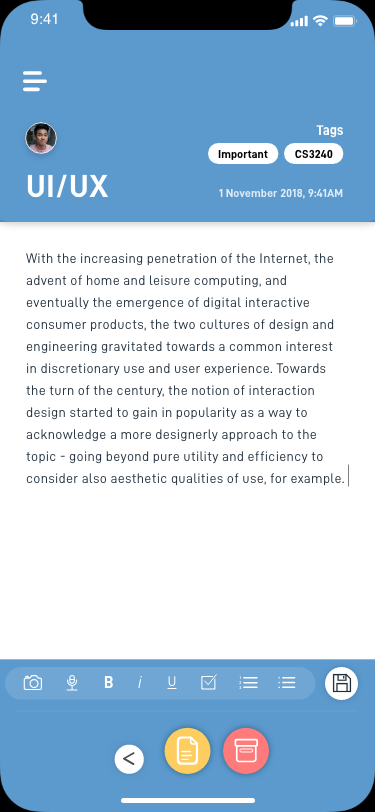 9:41
Tags
Important CS3240
UI/UX
1 November 2018, 9:41AM
With the increasing penetration of the Internet, the
advent of home and leisure computing, and
eventually the emergence of digital interactive
consumer products, the two cultures of design and
engineering gravitated towards a common interest
in discretionary use and user experience. Towards
the turn of the century, the notion of interaction
design started to gain in popularity as a way to
acknowledge a more designerly approach to the
topic - going beyond pure utility and efficiency to
consider also aesthetic qualities of use, for example.
B i U
<